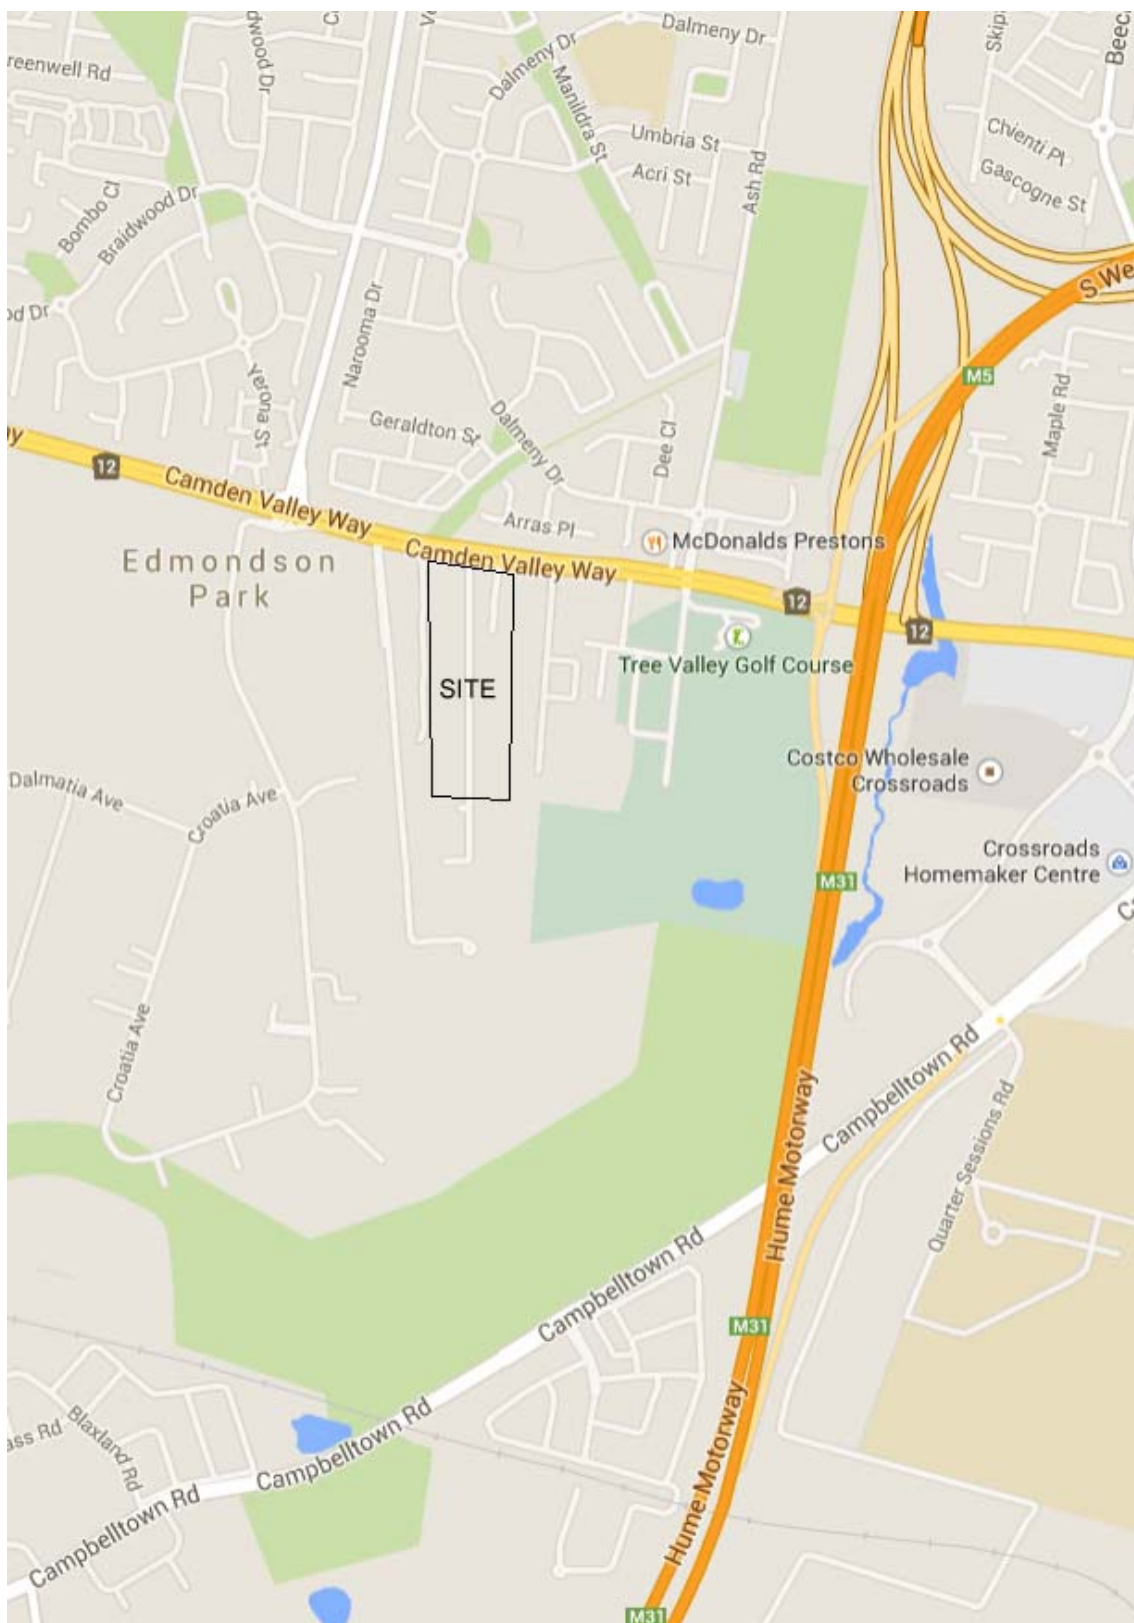 Dalmeny Dr
Dalmeny Dr
Manildra St
Umbria St
Acri St
Ash Rd
Chienti Pl
Gascogne St
Bombo Cl
Braidwood Dr
Narooma Dr
M5
Maple Rd
Verona St
Geraldton St
Dalmeny Dr
Dee Cl
12
Camden Valley Way
Arras Pl
McDonalds Prestons
Edmondson
Park
Camden Valley Way
12
12
Tree Valley Golf Course
SITE
Costco Wholesale
Crossroads
Dalmatia Ave
Croatia Ave
Crossroads
Homemaker Centre
M31
Croatia Ave
Campbelltown Rd
Quarter Sessions Rd
Hume Motorway
Campbelltown Rd
M31
Blaxland Rd
Campbelltown Rd
Hume Motorway
Campbelltown Rd
M31